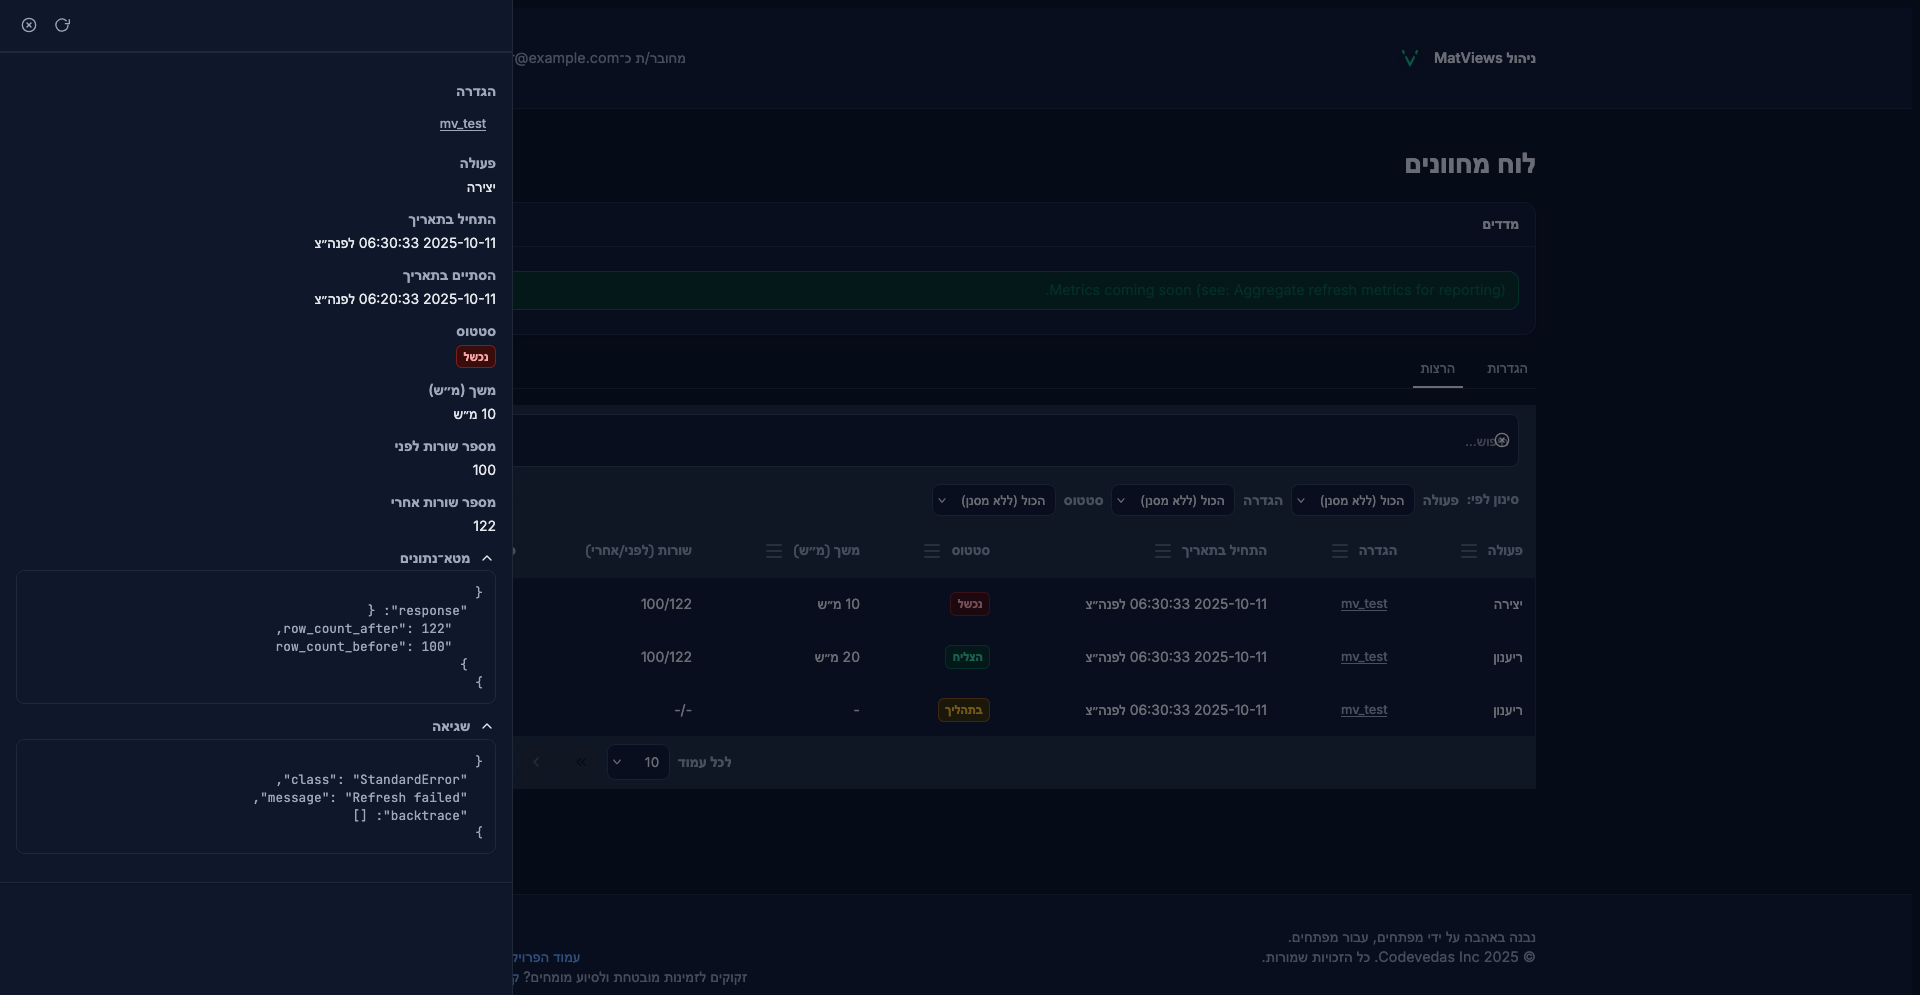 ניהול MatViews
מחובר/ת כ־r@example.com
לוח מחוונים
מדדים
Metrics coming soon (see: Aggregate refresh metrics for reporting).
הגדרות
הרצות
חיפוש...
סינון לפי: פעולה הכול (ללא מסנן) הגדרה הכול (ללא מסנן) סטטוס הכול (ללא מסנן)
פעולה הגדרה התחיל בתאריך סטטוס משך (מ״ש) שורות (לפני/אחרי)
יצירה mv_test 2025-10-11 06:30:33 לפנה״צ נכשל 10 מ״ש 100/122
ריענון mv_test 2025-10-11 06:30:33 לפנה״צ הצליח 20 מ״ש 100/122
ריענון mv_test 2025-10-11 06:30:33 לפנה״צ בתהליך - -/-
לכל עמוד 10
נבנה באהבה על ידי מפתחים, עבור מפתחים.
© 2025 Codevedas Inc. כל הזכויות שמורות.
עמוד הפרויק
זקוקים לזמינות מובטחת ולסיוע מומחים? ק
הגדרה
mv_test
פעולה
יצירה
התחיל בתאריך
2025-10-11 06:30:33 לפנה״צ
הסתיים בתאריך
2025-10-11 06:20:33 לפנה״צ
סטטוס
נכשל
משך (מ״ש)
10 מ״ש
מספר שורות לפני
100
מספר שורות אחרי
122
מטא־נתונים
{
"response": {
"row_count_after": 122,
"row_count_before": 100
}
}
שגיאה
{
"class": "StandardError",
"message": "Refresh failed",
"backtrace": []
}